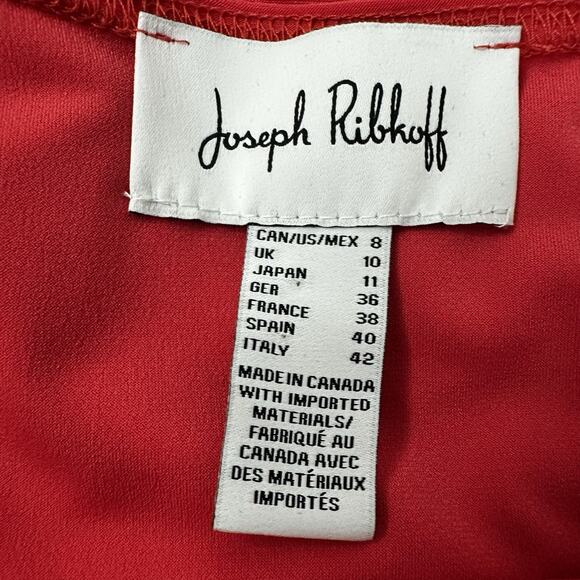 Joseph Ribkoff
CAN/US/MEX 8
UK 10
JAPAN 11
GER 36
FRANCE 38
SPAIN 40
ITALY 42
MADE IN CANADA
WITH IMPORTED
MATERIALS/
FABRIQUÉ AU
CANADA AVEC
DES MATÉRIAUX
IMPORTÉS